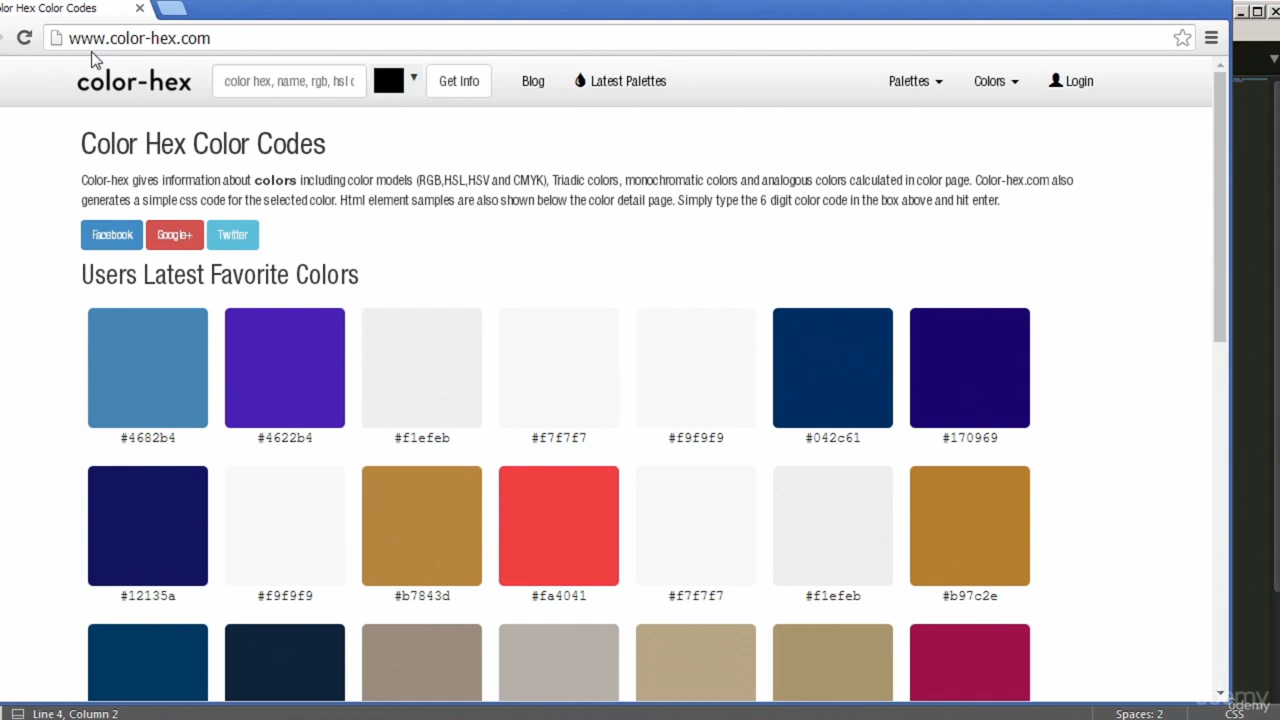 lor Hex Color Codes
www.color-hex.com
color-hex
color hex, name, rgb, hsl c
Get Info
Blog
Latest Palettes
Palettes
Colors
Login
Color Hex Color Codes
Color-hex gives information about colors including color models (RGB,HSL,HSV and CMYK), Triadic colors, monochromatic colors and analogous colors calculated in color page. Color-hex.com also
generates a simple css code for the selected color. Html element samples are also shown below the color detail page. Simply type the 6 digit color code in the box above and hit enter.
Facebook Google+ Twitter
Users Latest Favorite Colors
#4682b4 #4622b4 #f1efeb #f7f7f7 #f9f9f9 #042c61 #170969
#12135a #f9f9f9 #b7843d #fa4041 #f7f7f7 #f1efeb #b97c2e
Line 4, Column 2
Spaces: 2
CSS
udemy